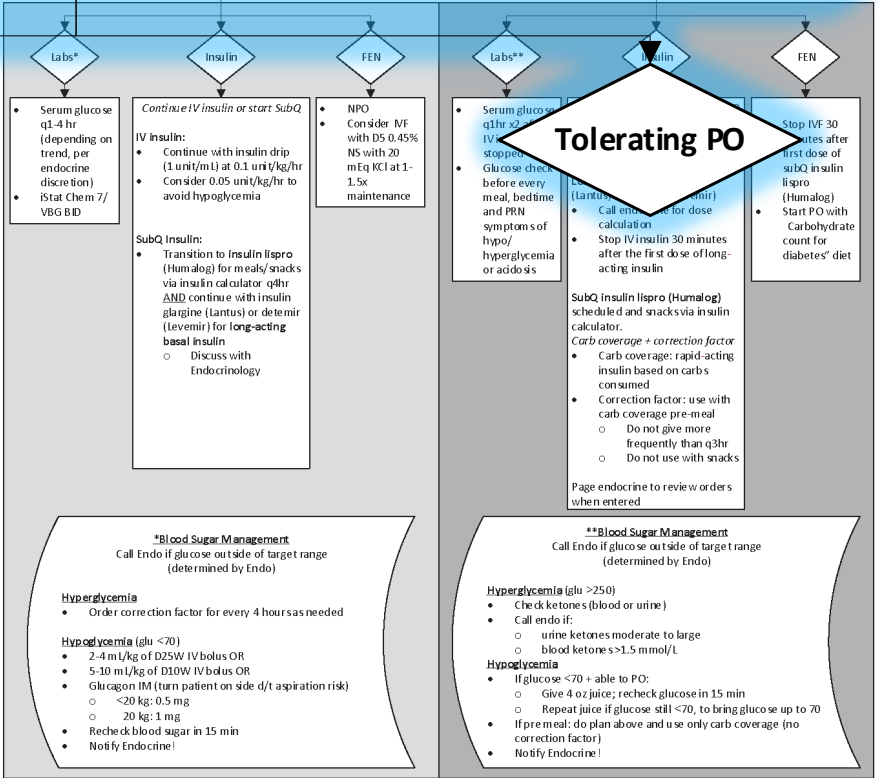 Labs*
Insulin
FEN
Serum glucose
q1-4 hr
(depending on
trend, per
endocrine
discretion)
iStat Chem 7/
VBG BID
Continue IV insulin or start SubQ
IV insulin:
Continue with insulin drip
(1 unit/mL) at 0.1 unit/kg/hr
Consider 0.05 unit/kg/hr to
avoid hypoglycemia
SubQ Insulin:
Transition to insulin lispro
(Humalog) for meals/snacks
via insulin calculator q4hr
AND continue with insulin
glargine (Lantus) or detemir
(Levemir) for long-acting
basal insulin
Discuss with
Endocrinology
NPO
Consider IVF
with D5 0.45%
NS with 20
mEq KCl at 1-
1.5x
maintenance
*Blood Sugar Management
Call Endo if glucose outside of target range
(determined by Endo)
Hyperglycemia
Order correction factor for every 4 hours as needed
Hypoglycemia (glu <70)
2-4 mL/kg of D25W IV bolus OR
5-10 mL/kg of D10W IV bolus OR
Glucagon IM (turn patient on side d/t aspiration risk)
<20 kg: 0.5 mg
20 kg: 1 mg
Recheck blood sugar in 15 min
Notify Endocrine!
Labs**
Insulin
FEN
Tolerating PO
Serum glucose
q1hr x2
IV
stopped
Glucose check
before every
meal, bedtime
and PRN
symptoms of
hypo/
hyperglycemia
or acidosis
(Lantus)
Call for dose
calculation
Stop IV insulin 30 minutes
after the first dose of long-
acting insulin
SubQ insulin lispro (Humalog)
scheduled and snacks via insulin
calculator.
Carb coverage + correction factor
Carb coverage: rapid-acting
insulin based on carbs
consumed
Correction factor: use with
carb coverage pre-meal
Do not give more
frequently than q3hr
Do not use with snacks
Page endocrine to review orders
when entered
Stop IVF 30
after
first dose of
subQ insulin
lispro
(Humalog)
Start PO with
Carbohydrate
count for
diabetes" diet
**Blood Sugar Management
Call Endo if glucose outside of target range
(determined by Endo)
Hyperglycemia (glu >250)
Check ketones (blood or urine)
Call endo if:
urine ketones moderate to large
blood ketones >1.5 mmol/L
Hypoglycemia
If glucose <70 + able to PO:
Give 4 oz juice; recheck glucose in 15 min
Repeat juice if glucose still <70, to bring glucose up to 70
If pre meal: do plan above and use only carb coverage (no
correction factor)
Notify Endocrine!